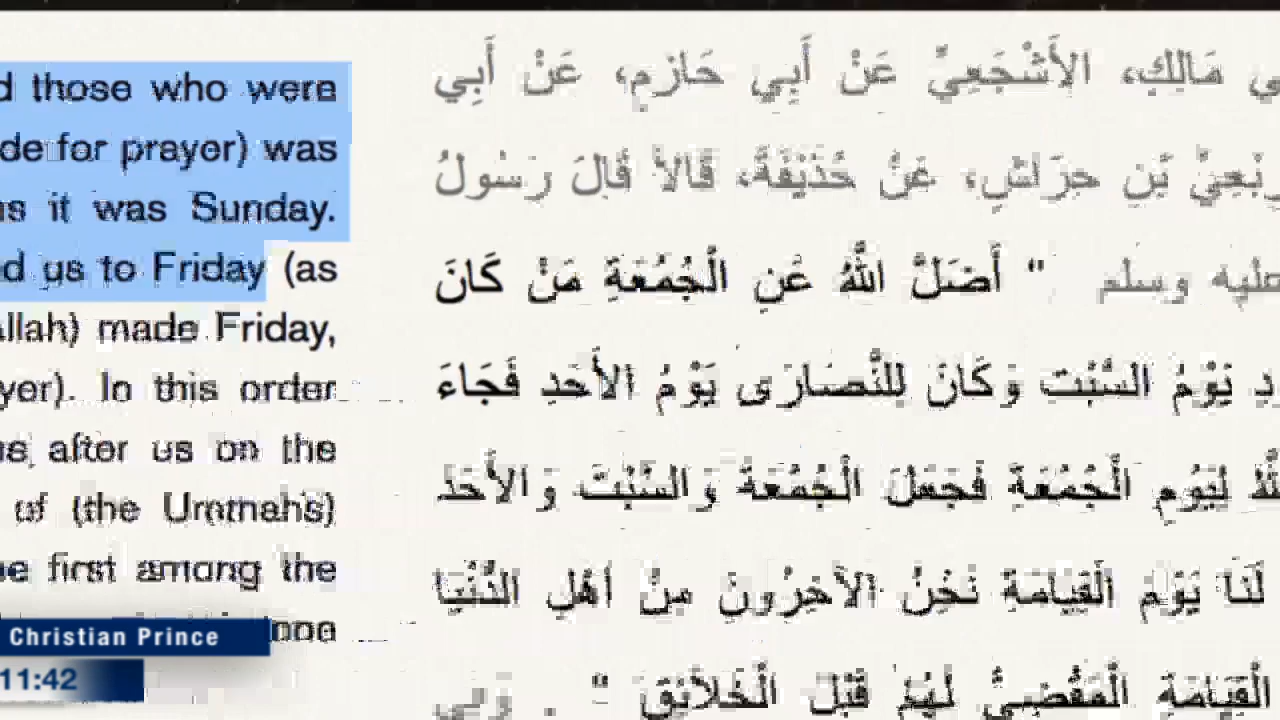 d those who were
de for prayer) was
as it was Sunday.
d us to Friday (as
Allah) made Friday,
yer). In this order
after us on the
of (the Ummah's)
first among the
Christian Prince
11:42
مَالِكٍ، الأَشْجَعِيِّ عَنْ أَبِي حَازِمٍ، عَنْ أَبِي
رِبْعِيِّ بْنِ حِرَاشٍ، عَنْ حُذَيْفَةَ، قَالاَ قَالَ رَسُولُ
عليه وسلم " أَضَلَّ اللَّهُ عَنِ الْجُمُعَةِ مَنْ كَانَ
يَوْمُ السَّبْتِ وَكَانَ لِلنَّصَارَى يَوْمُ الأَحَدِ فَجَاءَ
لِيَوْمِ الْجُمُعَةِ فَجَعَلَ الْجُمُعَةَ وَالسَّبْتَ وَالأَحَدَ
لَنَا يَوْمَ الْقِيَامَةِ نَحْنُ الآخِرُونَ مِنْ أَهْلِ الدُّنْيَا
الْقِيَامَةِ الْمَقْضِيُّ لَهُمْ قَبْلَ الْخَلاَئِقِ " . وَفِي